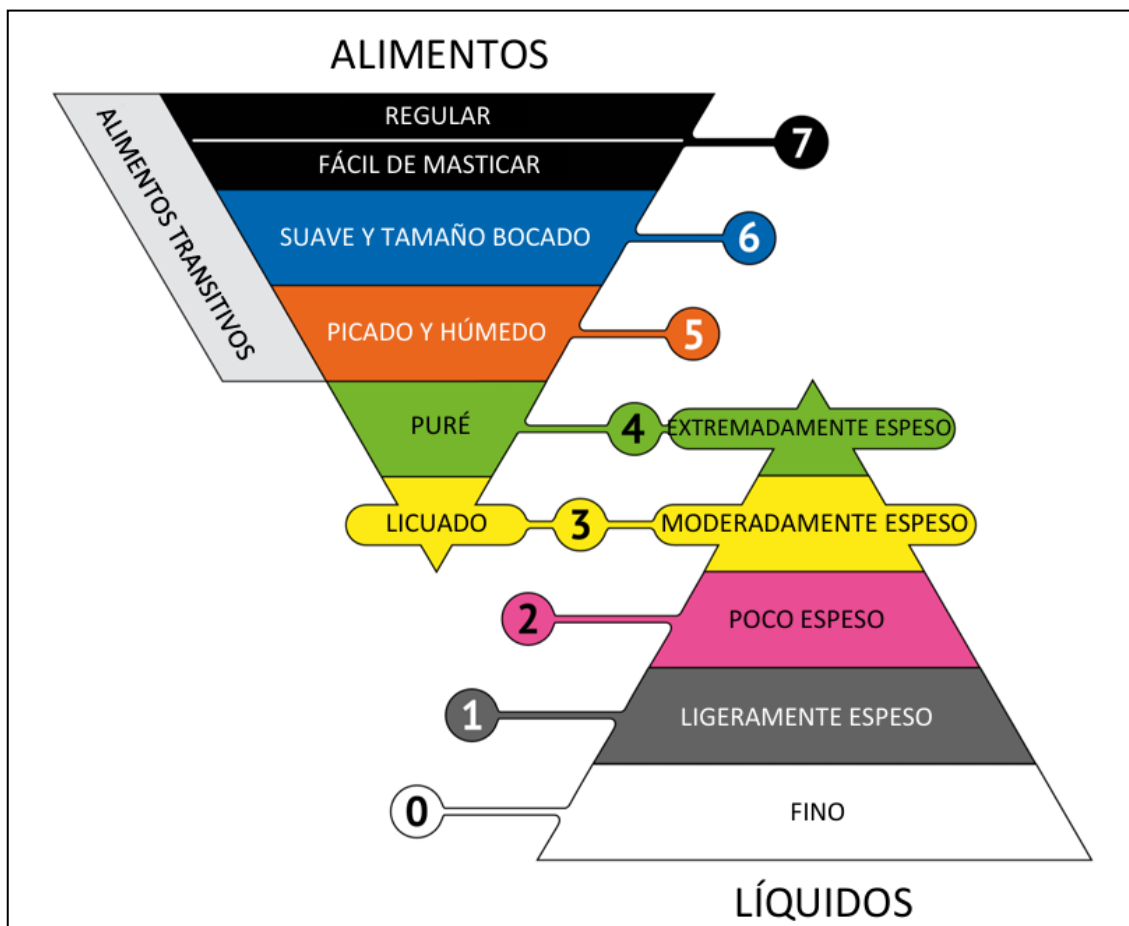 ALIMENTOS
ALIMENTOS TRANSITIVOS
REGULAR
7
FÁCIL DE MASTICAR
SUAVE Y TAMAÑO BOCADO
6
PICADO Y HÚMEDO
5
PURÉ
4
EXTREMADAMENTE ESPESO
LICUADO
3
MODERADAMENTE ESPESO
2
POCO ESPESO
1
LIGERAMENTE ESPESO
0
FINO
LÍQUIDOS